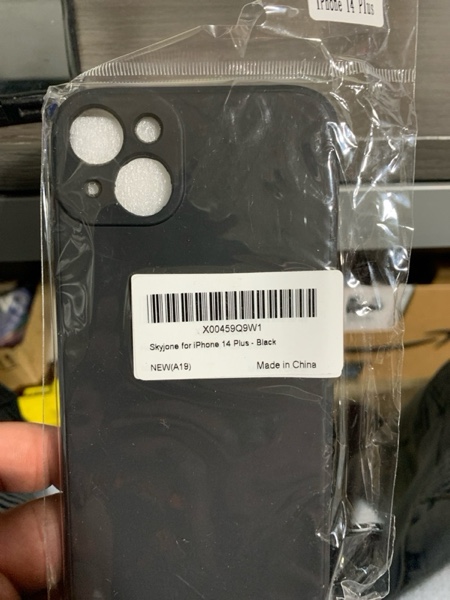 iPhone 14 Plus
X00459Q9W1
Skyjone for iPhone 14 Plus - Black
NEW(A19)
Made in China